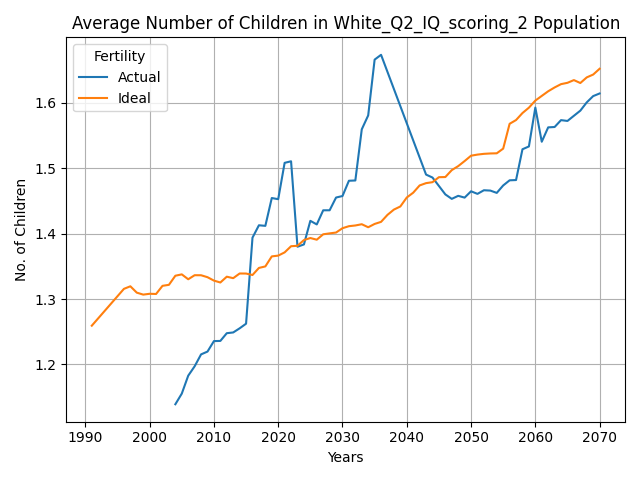 Average Number of Children in White_Q2_IQ_scoring_2 Population
Fertility
Actual
Ideal
No. of Children
1.6
1.5
1.4
1.3
1.2
1990 2000 2010 2020 2030 2040 2050 2060 2070
Years